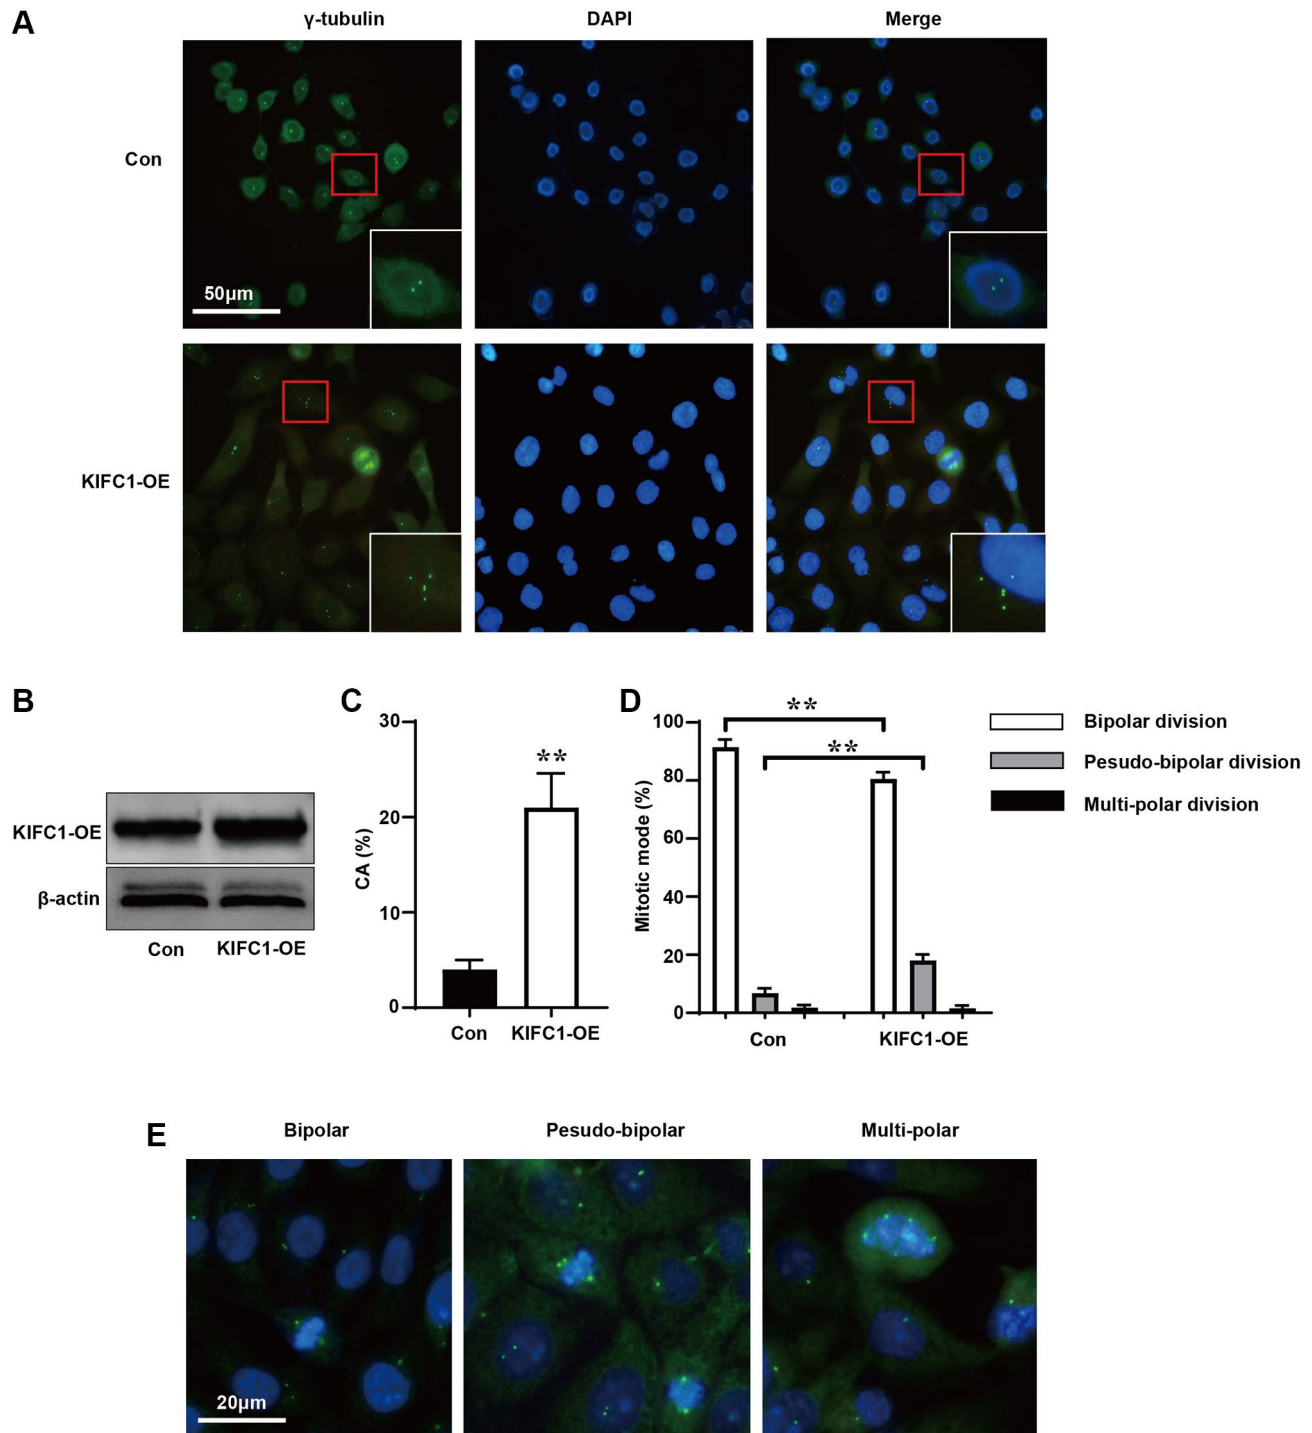 A
γ-tubulin
DAPI
Merge
Con
50μm
KIFC1-OE
B
KIFC1-OE
β-actin
Con
KIFC1-OE
C
CA (%)
30
20
10
0
**
Con
KIFC1-OE
D
Mitotic mode (%)
100
80
60
40
20
0
**
**
Con
KIFC1-OE
Bipolar division
Pesudo-bipolar division
Multi-polar division
E
Bipolar
Pesudo-bipolar
Multi-polar
20μm